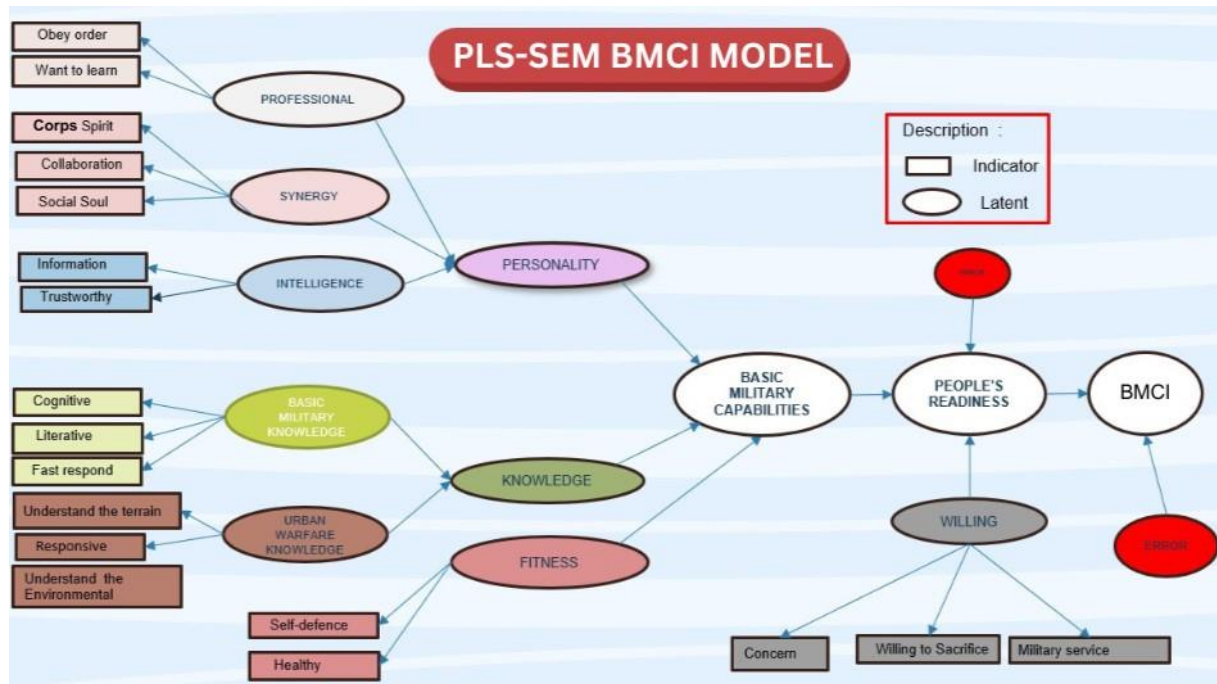 PLS-SEM BMCI MODEL
Obey order
Want to learn
PROFESSIONAL
Corps Spirit
Collaboration
Social Soul
SYNERGY
Information
Trustworthy
INTELLIGENCE
PERSONALITY
Description :
Indicator
Latent
Cognitive
Literative
Fast respond
BASIC
MILITARY
KNOWLEDGE
Understand the terrain
Responsive
Understand the
Environmental
URBAN
WARFARE
KNOWLEDGE
KNOWLEDGE
FITNESS
Self-defence
Healthy
BASIC
MILITARY
CAPABILITIES
PEOPLE'S
READINESS
BMCI
WILLING
ERROR
Concern
Willing to Sacrifice
Military service